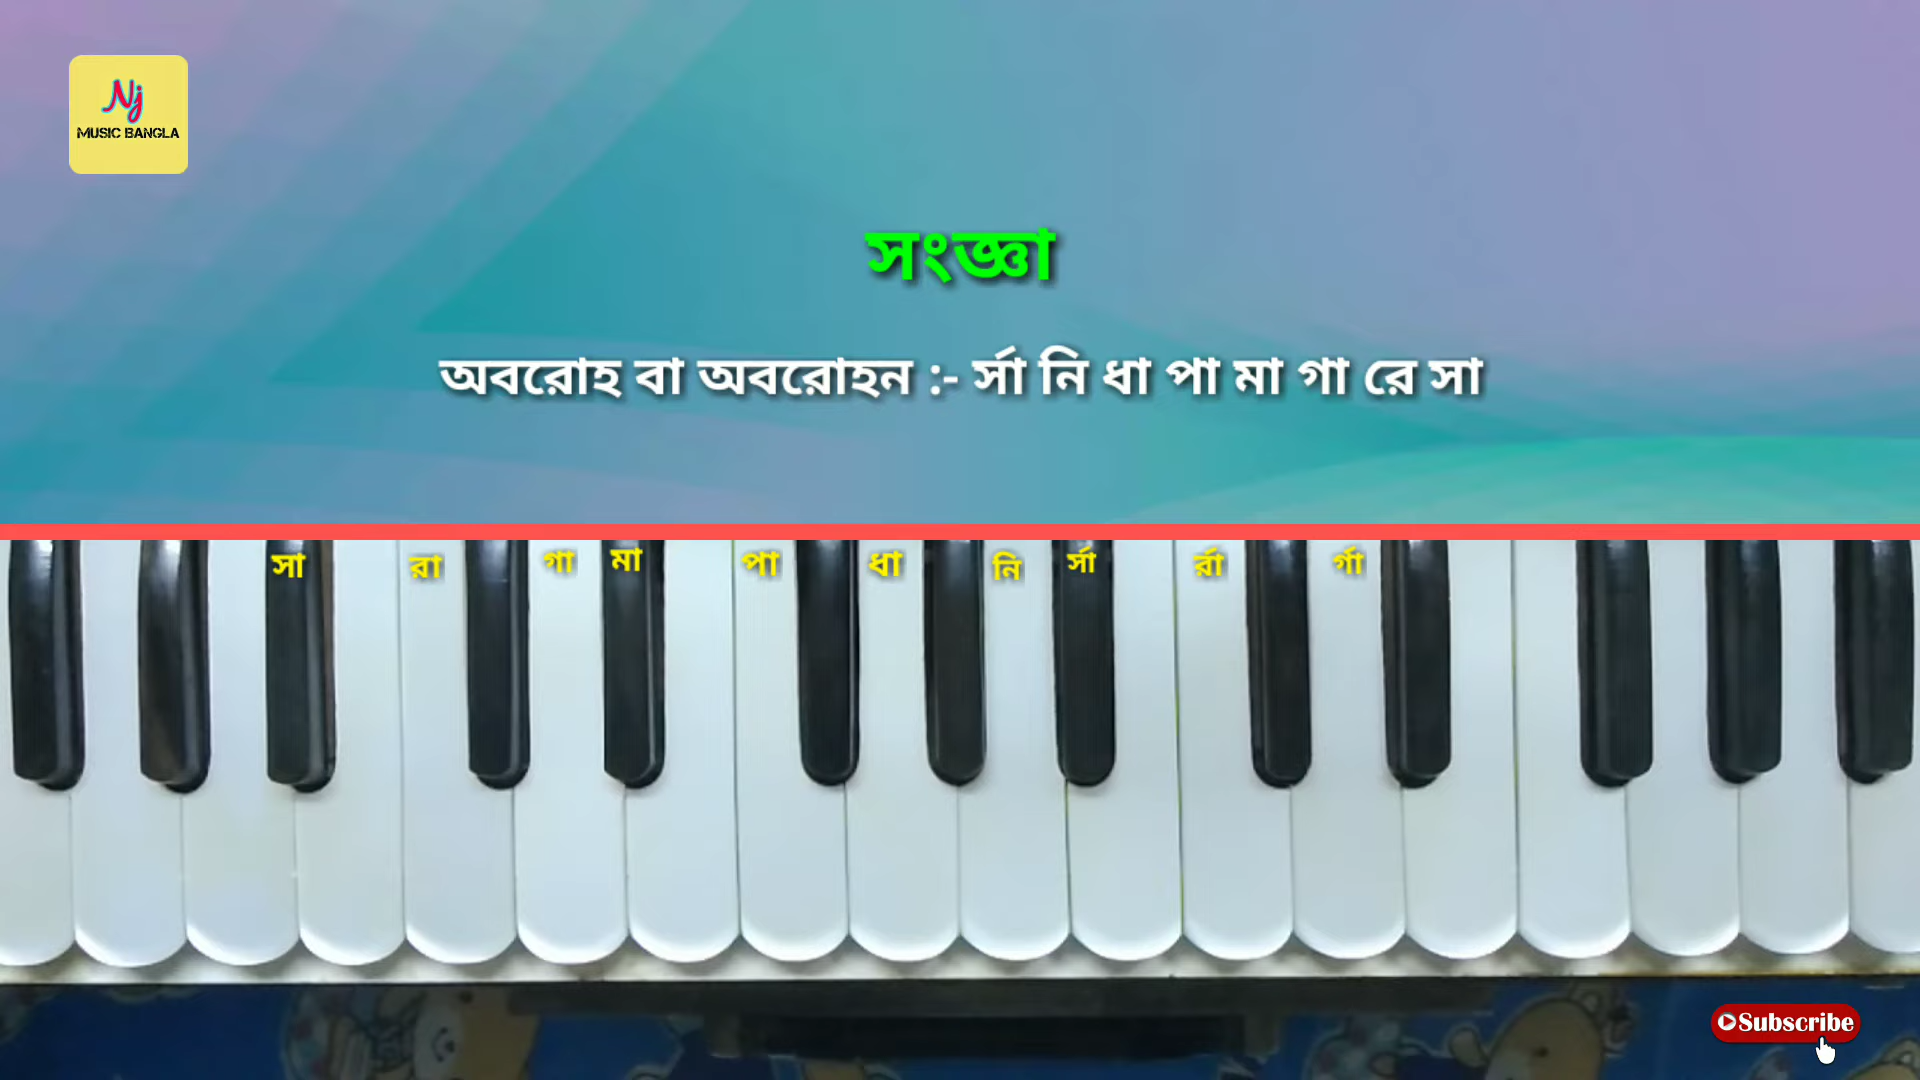 Nj
MUSIC BANGLA
সংজ্ঞা
অবরোহ বা অবরোহন :- র্সা নি ধা পা মা গা রে সা
সা রা গা মা পা ধা নি র্সা র্রা র্গা
Subscribe